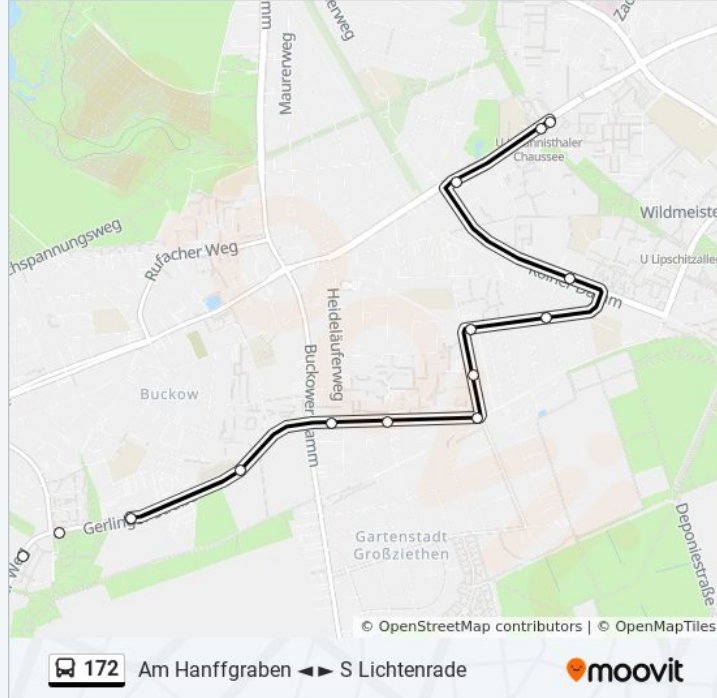 Maurerweg
Rufacher Weg
U Lipschitzallee
Heideläuferweg
Buckower Damm
Buckow
Gartenstadt
Großziethen
Deponiestraße
© OpenStreetMap contributors | © OpenMapTiles
172 Am Hanffgraben ◄ ► S Lichtenrade
moovit